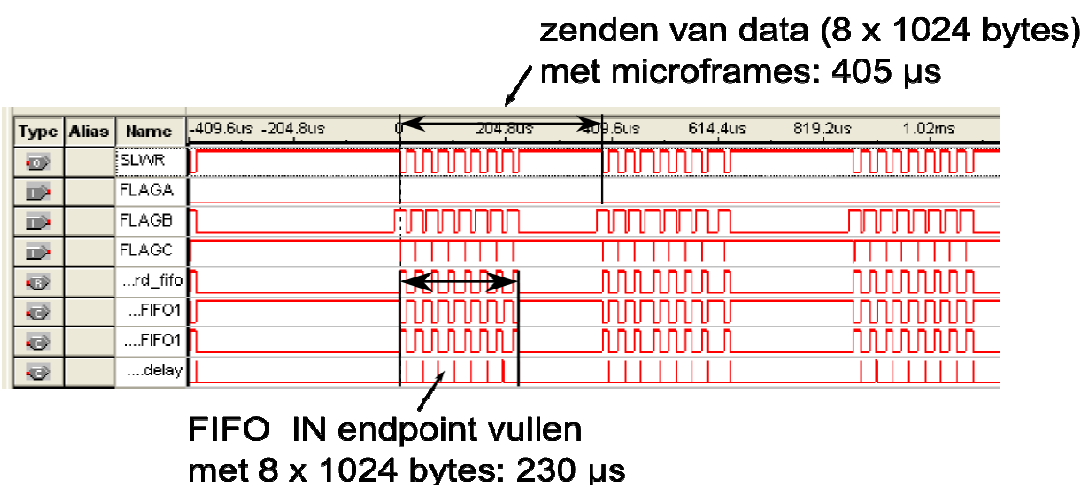 zenden van data (8 x 1024 bytes)
met microframes: 405 µs
Type Alias Name -409.6us -204.8us 0 204.8us 409.6us 614.4us 819.2us 1.02ms
SLWR
FLAGA
FLAGB
FLAGC
...rd_fifo
...FIFO1
....FIFO1
....delay
FIFO IN endpoint vullen
met 8 x 1024 bytes: 230 µs